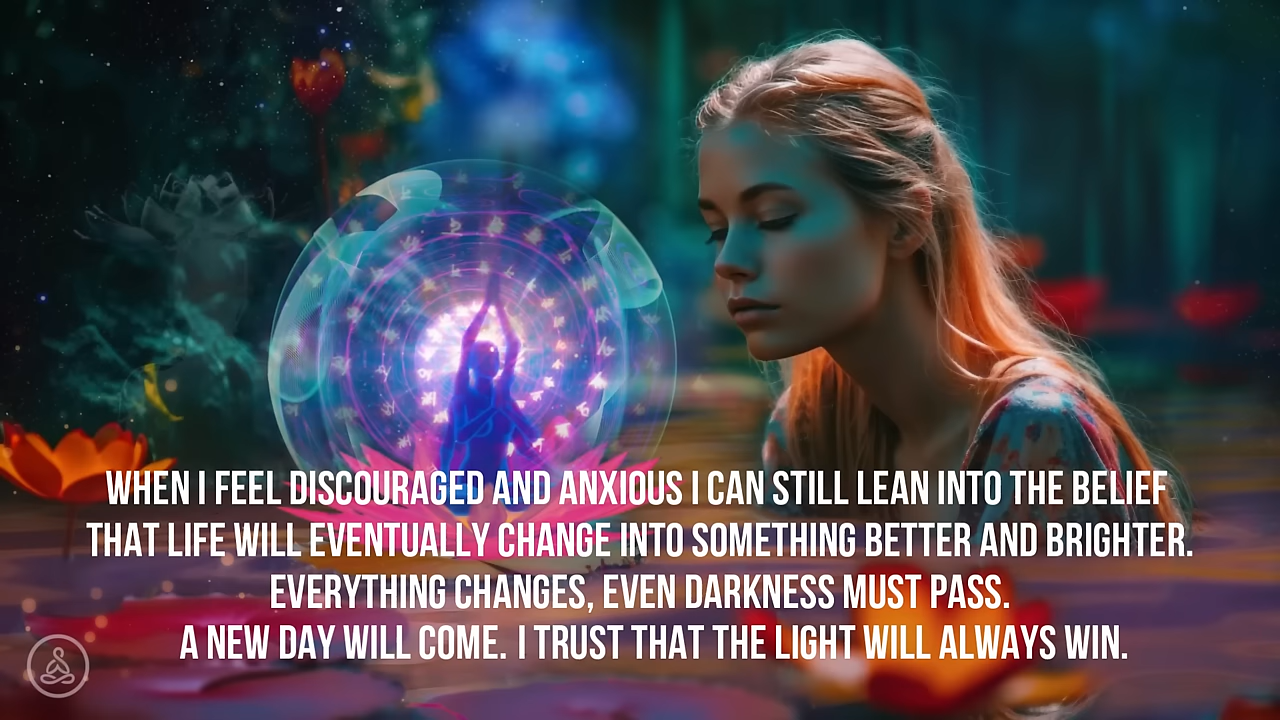 WHEN I FEEL DISCOURAGED AND ANXIOUS I CAN STILL LEAN INTO THE BELIEF
THAT LIFE WILL EVENTUALLY CHANGE INTO SOMETHING BETTER AND BRIGHTER.
EVERYTHING CHANGES, EVEN DARKNESS MUST PASS.
A NEW DAY WILL COME. I TRUST THAT THE LIGHT WILL ALWAYS WIN.